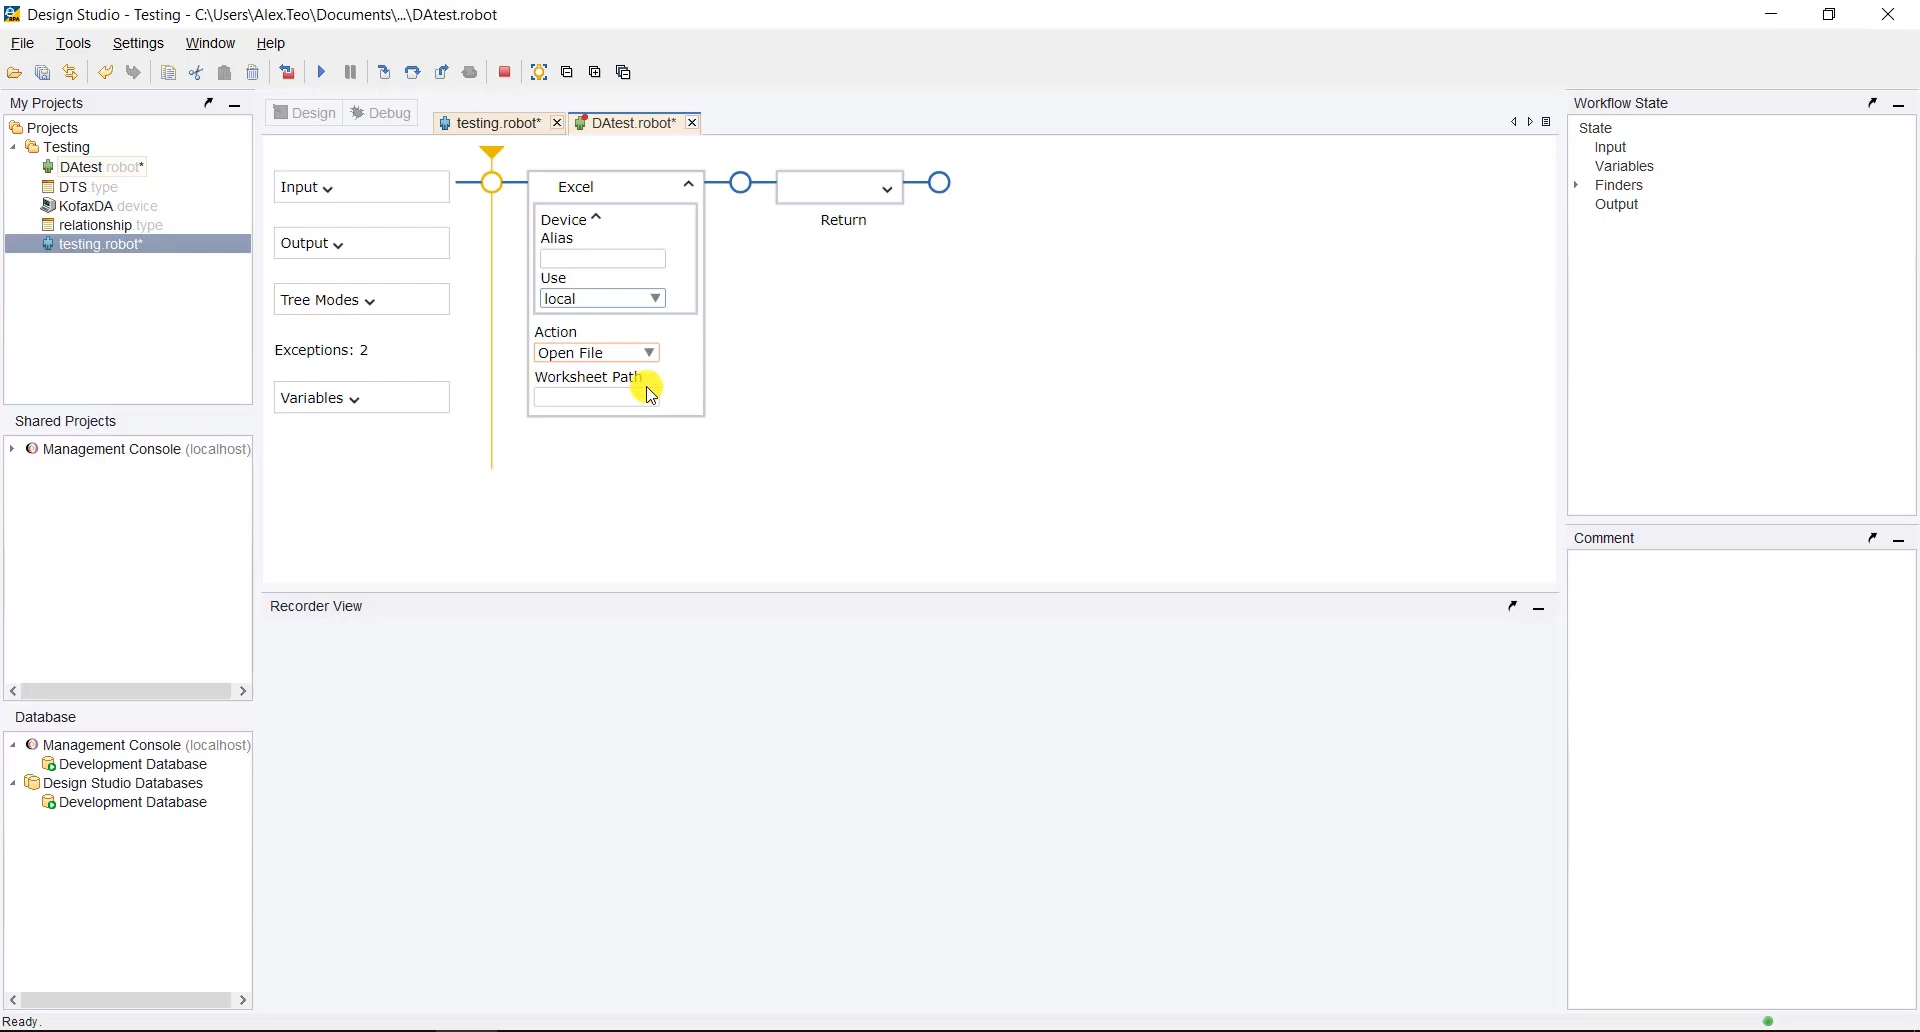 Design Studio - Testing - C:\Users\Alex.Teo\Documents\...\DAtest.robot
File Tools Settings Window Help
My Projects
Projects
Testing
DAtest robot*
DTS type
KofaxDA device
relationship type
testing.robot*
Shared Projects
Management Console (localhost)
Database
Management Console (localhost)
Development Database
Design Studio Databases
Development Database
Ready.
Design Debug
testing.robot*
DAtest.robot*
Input
Output
Tree Modes
Exceptions: 2
Variables
Excel
Device
Alias
Use
local
Action
Open File
Worksheet Path
Return
Recorder View
Workflow State
State
Input
Variables
Finders
Output
Comment